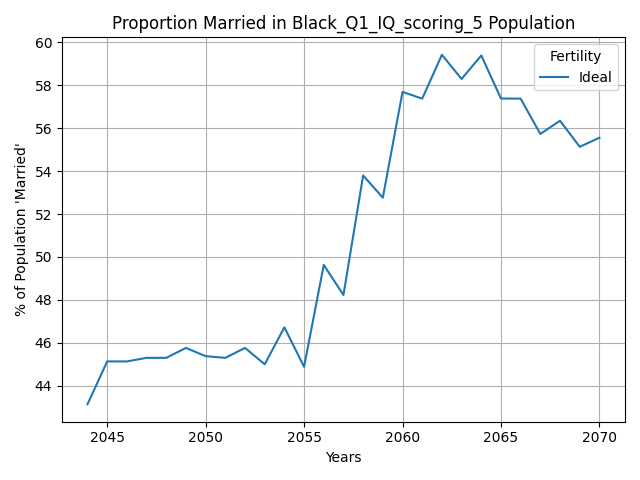 Proportion Married in Black_Q1_IQ_scoring_5 Population
Fertility
Ideal
% of Population 'Married'
60
58
56
54
52
50
48
46
44
2045 2050 2055 2060 2065 2070
Years